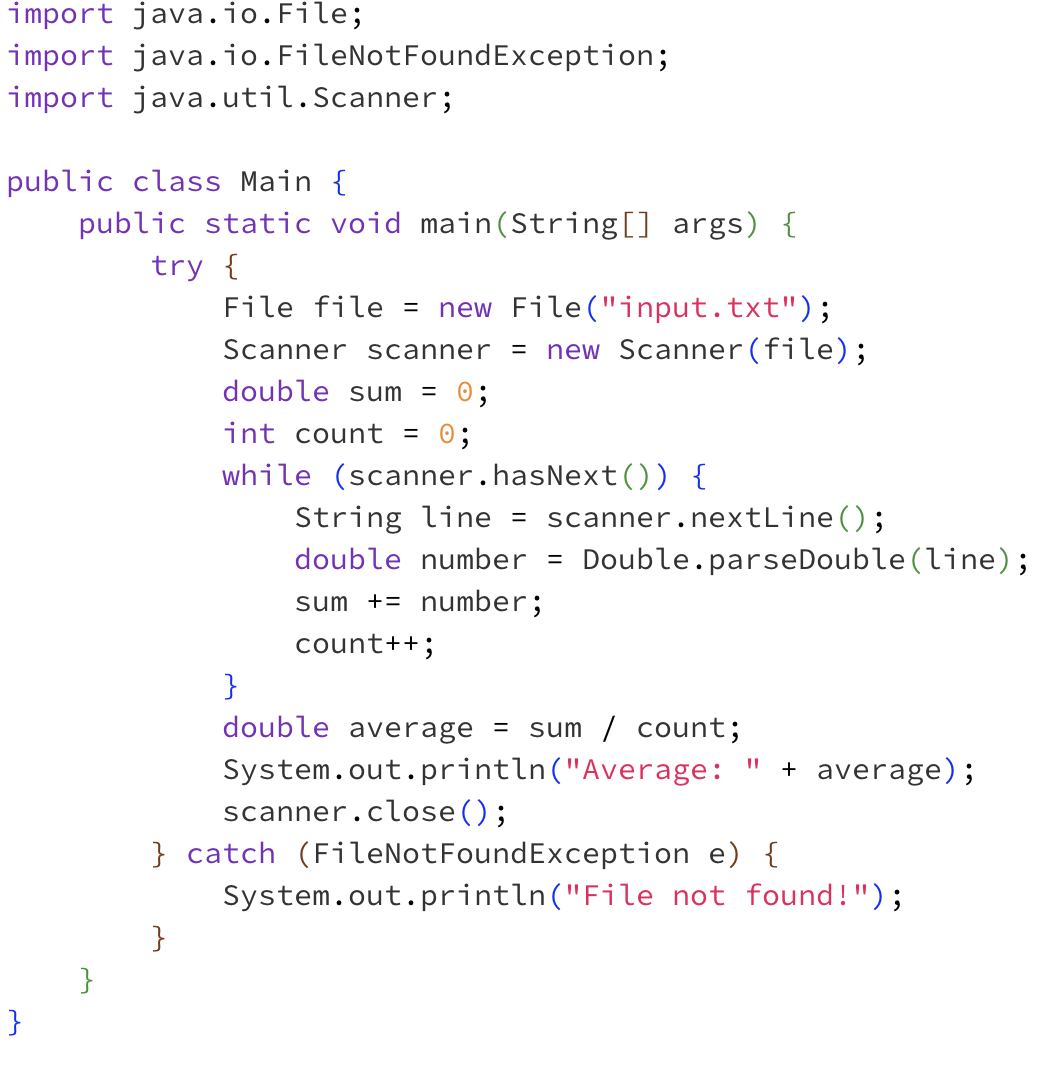 import java.io.File;
import java.io.FileNotFoundException;
import java.util.Scanner;

public class Main {
    public static void main(String[] args) {
        try {
            File file = new File("input.txt");
            Scanner scanner = new Scanner(file);
            double sum = 0;
            int count = 0;
            while (scanner.hasNext()) {
                String line = scanner.nextLine();
                double number = Double.parseDouble(line);
                sum += number;
                count++;
            }
            double average = sum / count;
            System.out.println("Average: " + average);
            scanner.close();
        } catch (FileNotFoundException e) {
            System.out.println("File not found!");
        }
    }
}